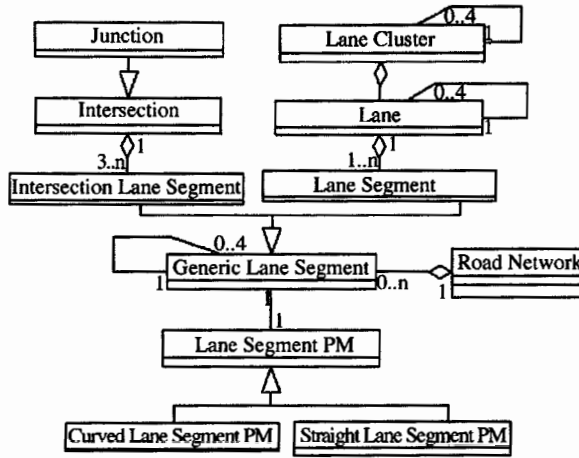 Junction
Lane Cluster
0..4
1
Intersection
1
Lane
0..4
1
1
3..n
1..n
Intersection Lane Segment
Lane Segment
0..4
Generic Lane Segment
1
0..n
Road Network
1
1
1
Lane Segment PM
Curved Lane Segment PM
Straight Lane Segment PM